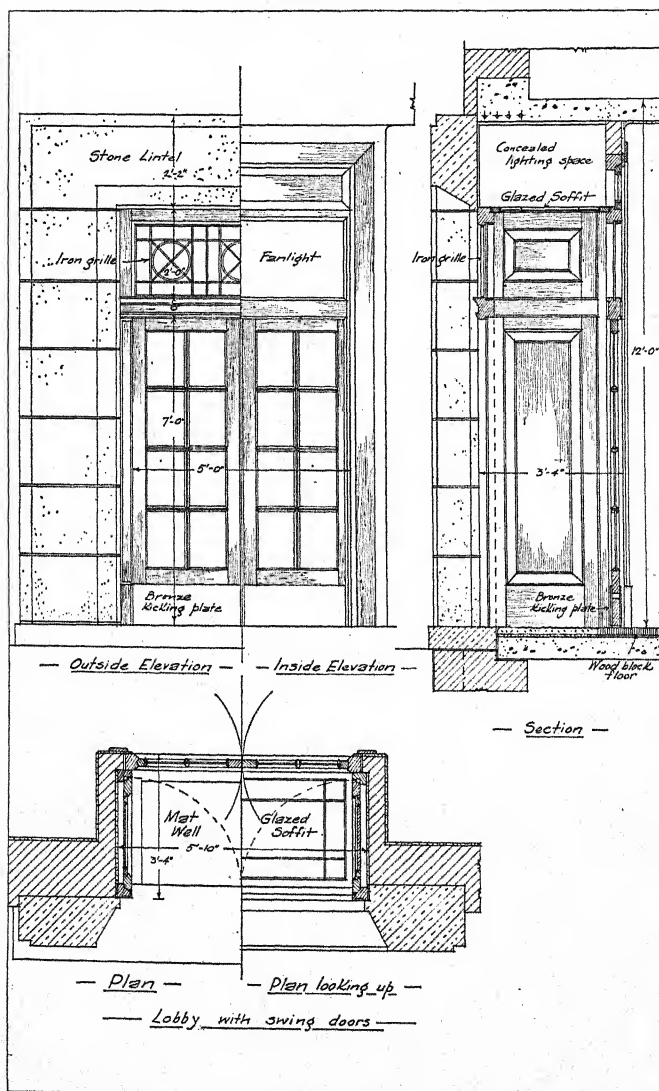 Stone Lintel
2'-2"
Iron grille
2'-0"
Fanlight
6"
7'-0"
5'-0"
Bronze
kicking plate
— Outside Elevation —
— Inside Elevation —
Concealed
lighting space
Glazed Soffit
Iron grille
12'-0"
3'-4"
Bronze
kicking plate
Wood block
floor
— Section —
Mat
Well
Glazed
Soffit
5'-10"
3'-4"
— Plan —
— Plan looking up —
— Lobby with swing doors —